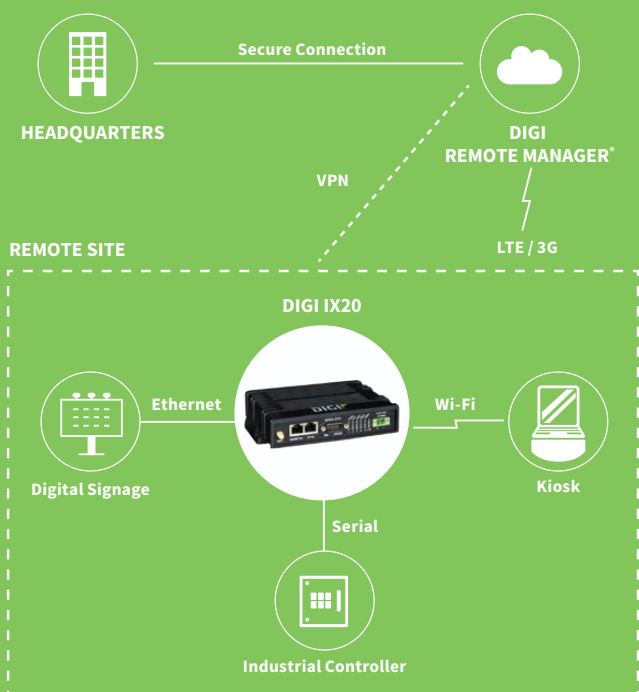 Secure Connection
HEADQUARTERS
DIGI
REMOTE MANAGER®
VPN
LTE / 3G
REMOTE SITE
DIGI IX20
Ethernet
DIGI
Wi-Fi
Digital Signage
Kiosk
Serial
Industrial Controller